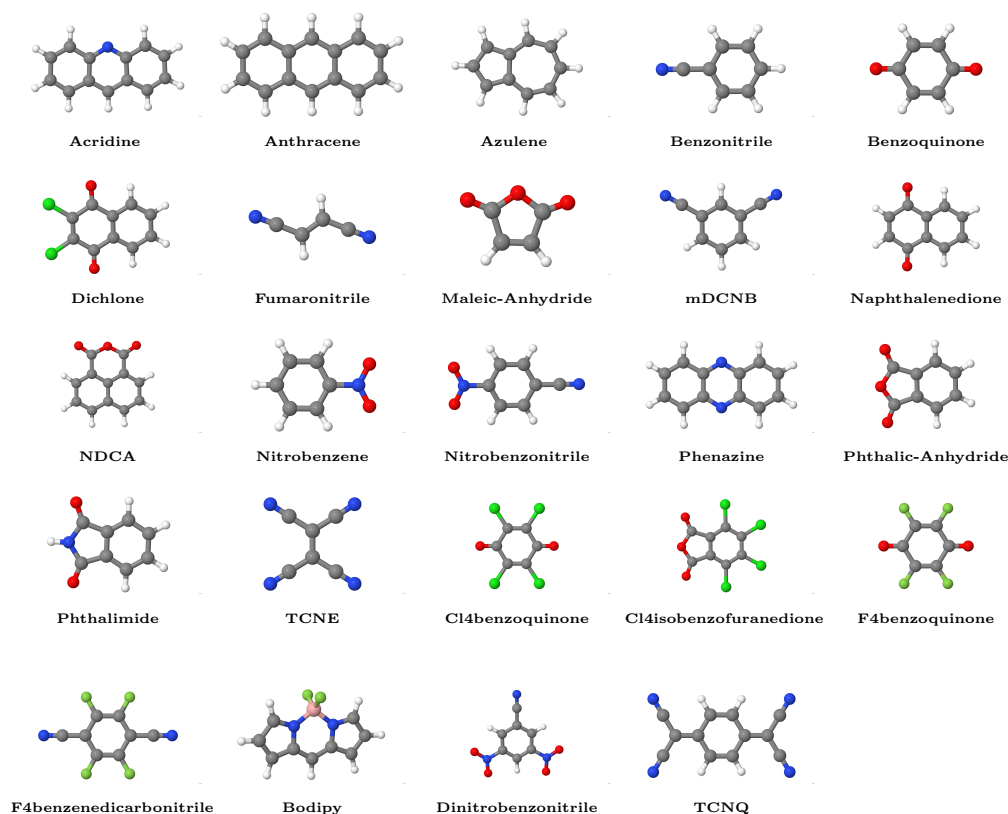 Acridine Anthracene Azulene Benzonitrile Benzoquinone
Dichlone Fumaronitrile Maleic-Anhydride mDCNB Naphthalenedione
NDCA Nitrobenzene Nitrobenzonitrile Phenazine Phthalic-Anhydride
Phthalimide TCNE Cl4benzoquinone Cl4isobenzofuranedione F4benzoquinone
F4benzenedicarbonitrile Bodipy Dinitrobenzonitrile TCNQ